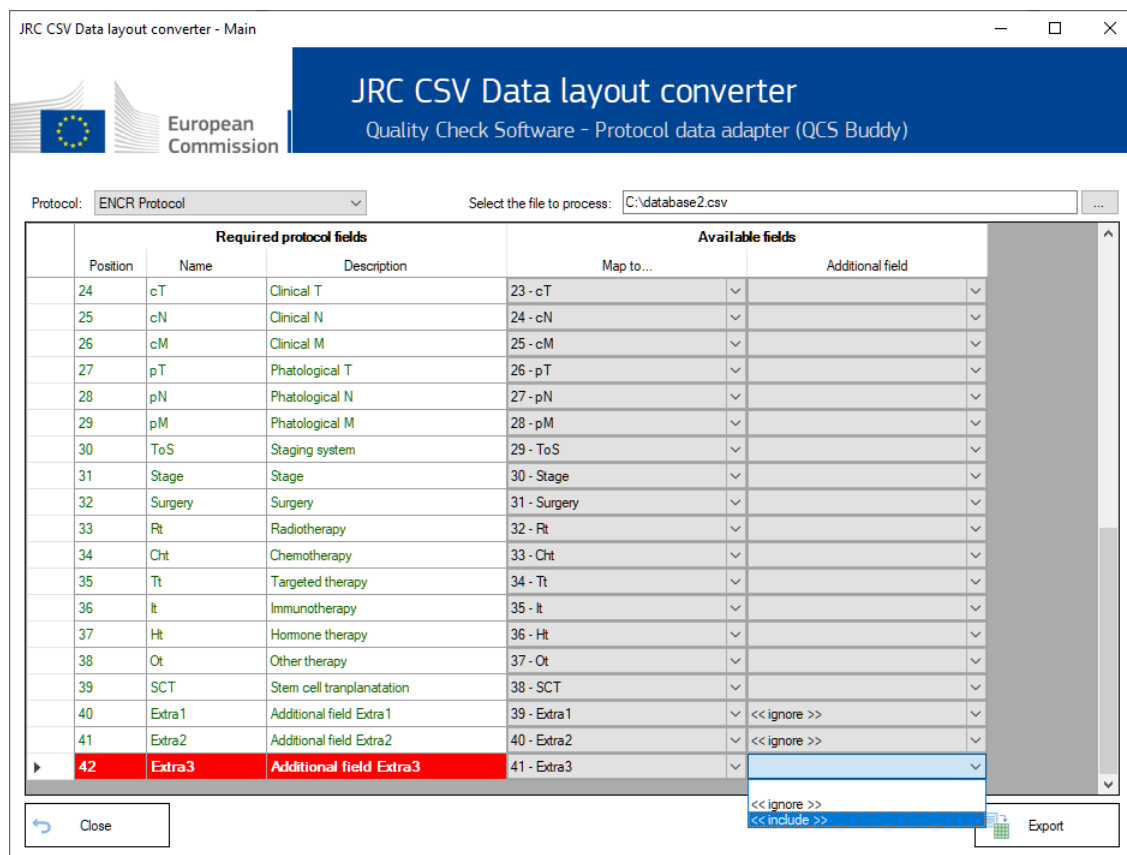 JRC CSV Data layout converter - Main
JRC CSV Data layout converter
Quality Check Software - Protocol data adapter (QCS Buddy)
European
Commission
Protocol: ENCR Protocol Select the file to process: C:\database2.csv ...
Required protocol fields Available fields
Position Name Description Map to... Additional field
24 cT Clinical T 23 - cT
25 cN Clinical N 24 - cN
26 cM Clinical M 25 - cM
27 pT Phatological T 26 - pT
28 pN Phatological N 27 - pN
29 pM Phatological M 28 - pM
30 ToS Staging system 29 - ToS
31 Stage Stage 30 - Stage
32 Surgery Surgery 31 - Surgery
33 Rt Radiotherapy 32 - Rt
34 Cht Chemotherapy 33 - Cht
35 Tt Targeted therapy 34 - Tt
36 It Immunotherapy 35 - It
37 Ht Hormone therapy 36 - Ht
38 Ot Other therapy 37 - Ot
39 SCT Stem cell tranplanatation 38 - SCT
40 Extra1 Additional field Extra1 39 - Extra1 << ignore >>
41 Extra2 Additional field Extra2 40 - Extra2 << ignore >>
42 Extra3 Additional field Extra3 41 - Extra3
<< ignore >>
<< include >>
Close Export